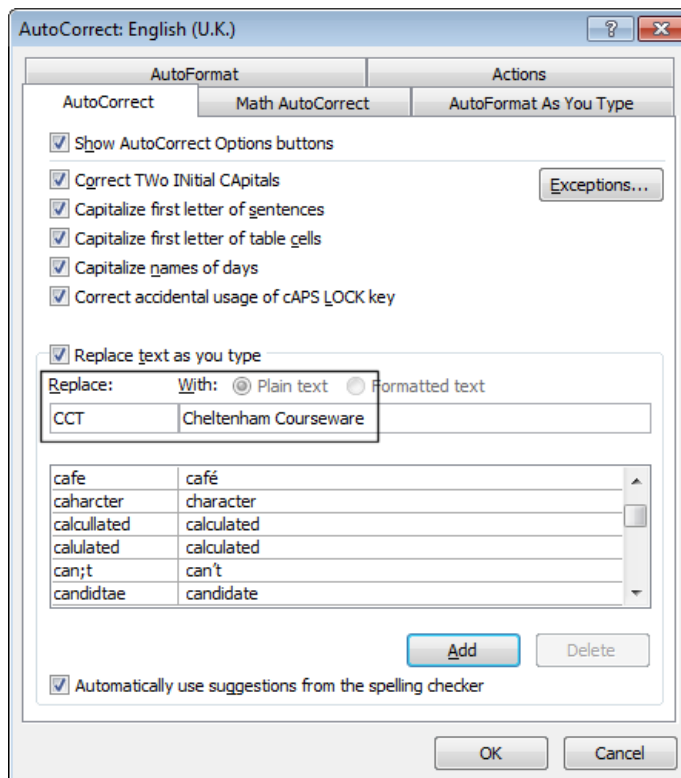 AutoCorrect: English (U.K.)
AutoFormat Actions
AutoCorrect Math AutoCorrect AutoFormat As You Type
Show AutoCorrect Options buttons
Correct TWo INitial CApitals Exceptions...
Capitalize first letter of sentences
Capitalize first letter of table cells
Capitalize names of days
Correct accidental usage of cAPS LOCK key
Replace text as you type
Replace: With: Plain text Formatted text
CCT Cheltenham Courseware
cafe café
caharcter character
calcullated calculated
calulated calculated
can;t can't
candidtae candidate
Add Delete
Automatically use suggestions from the spelling checker
OK Cancel